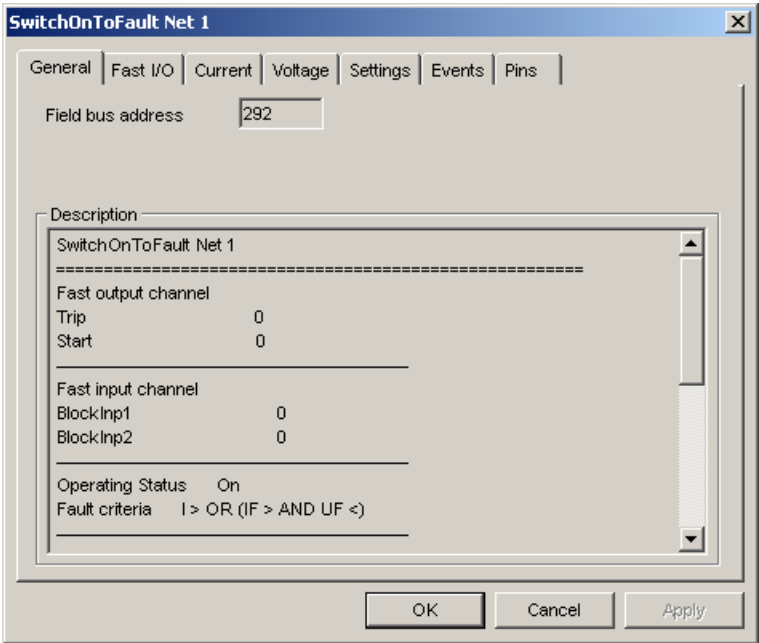 SwitchOnToFault Net 1
General Fast I/O Current Voltage Settings Events Pins
Field bus address 292
Description
SwitchOnToFault Net 1
=======================================================
Fast output channel
Trip 0
Start 0
Fast input channel
BlockInp1 0
BlockInp2 0
Operating Status On
Fault criteria I > OR (IF > AND UF <)
OK Cancel Apply